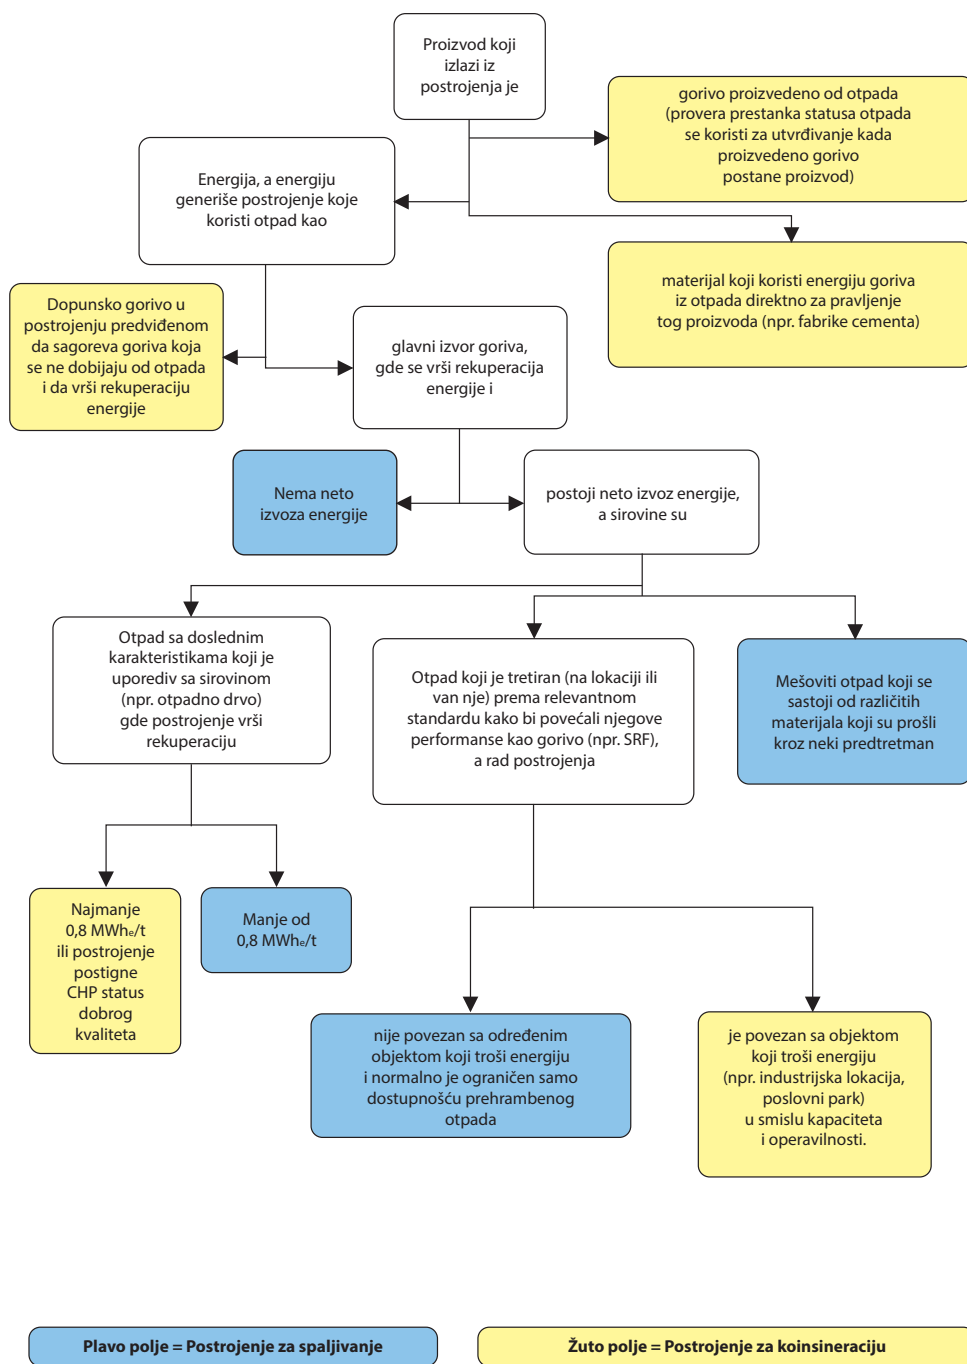 Proizvod koji
izlazi iz
postrojenja je
gorivo proizvedeno od otpada
(provera prestanka statusa otpada
se koristi za utvrđivanje kada
proizvedeno gorivo
postane proizvod)
Energija, a energiju
generiše postrojenje koje
koristi otpad kao
materijal koji koristi energiju goriva
iz otpada direktno za pravljenje
tog proizvoda (npr. fabrike cementa)
Dopunsko gorivo u
postrojenju predviđenom
da sagoreva goriva koja
se ne dobijaju od otpada
i da vrši rekuperaciju
energije
glavni izvor goriva,
gde se vrši rekuperacija
energije i
Nema neto
izvoza energije
postoji neto izvoz energije,
a sirovine su
Otpad sa doslednim
karakteristikama koji je
uporediv sa sirovinom
(npr. otpadno drvo)
gde postrojenje vrši
rekuperaciju
Otpad koji je tretiran (na lokaciji ili
van nje) prema relevantnom
standardu kako bi povećali njegove
performanse kao gorivo (npr. SRF),
a rad postrojenja
Mešoviti otpad koji se
sastoji od različitih
materijala koji su prošli
kroz neki predtretman
Najmanje
0,8 MWhₑ/t
ili postrojenje
postigne
CHP status
dobrog
kvaliteta
Manje od
0,8 MWhₑ/t
nije povezan sa određenim
objektom koji troši energiju
i normalno je ograničen samo
dostupnošću prehrambenog
otpada
je povezan sa objektom
koji troši energiju
(npr. industrijska lokacija,
poslovni park)
u smislu kapaciteta
i operavilnosti.
Plavo polje = Postrojenje za spaljivanje
Žuto polje = Postrojenje za koinsineraciju